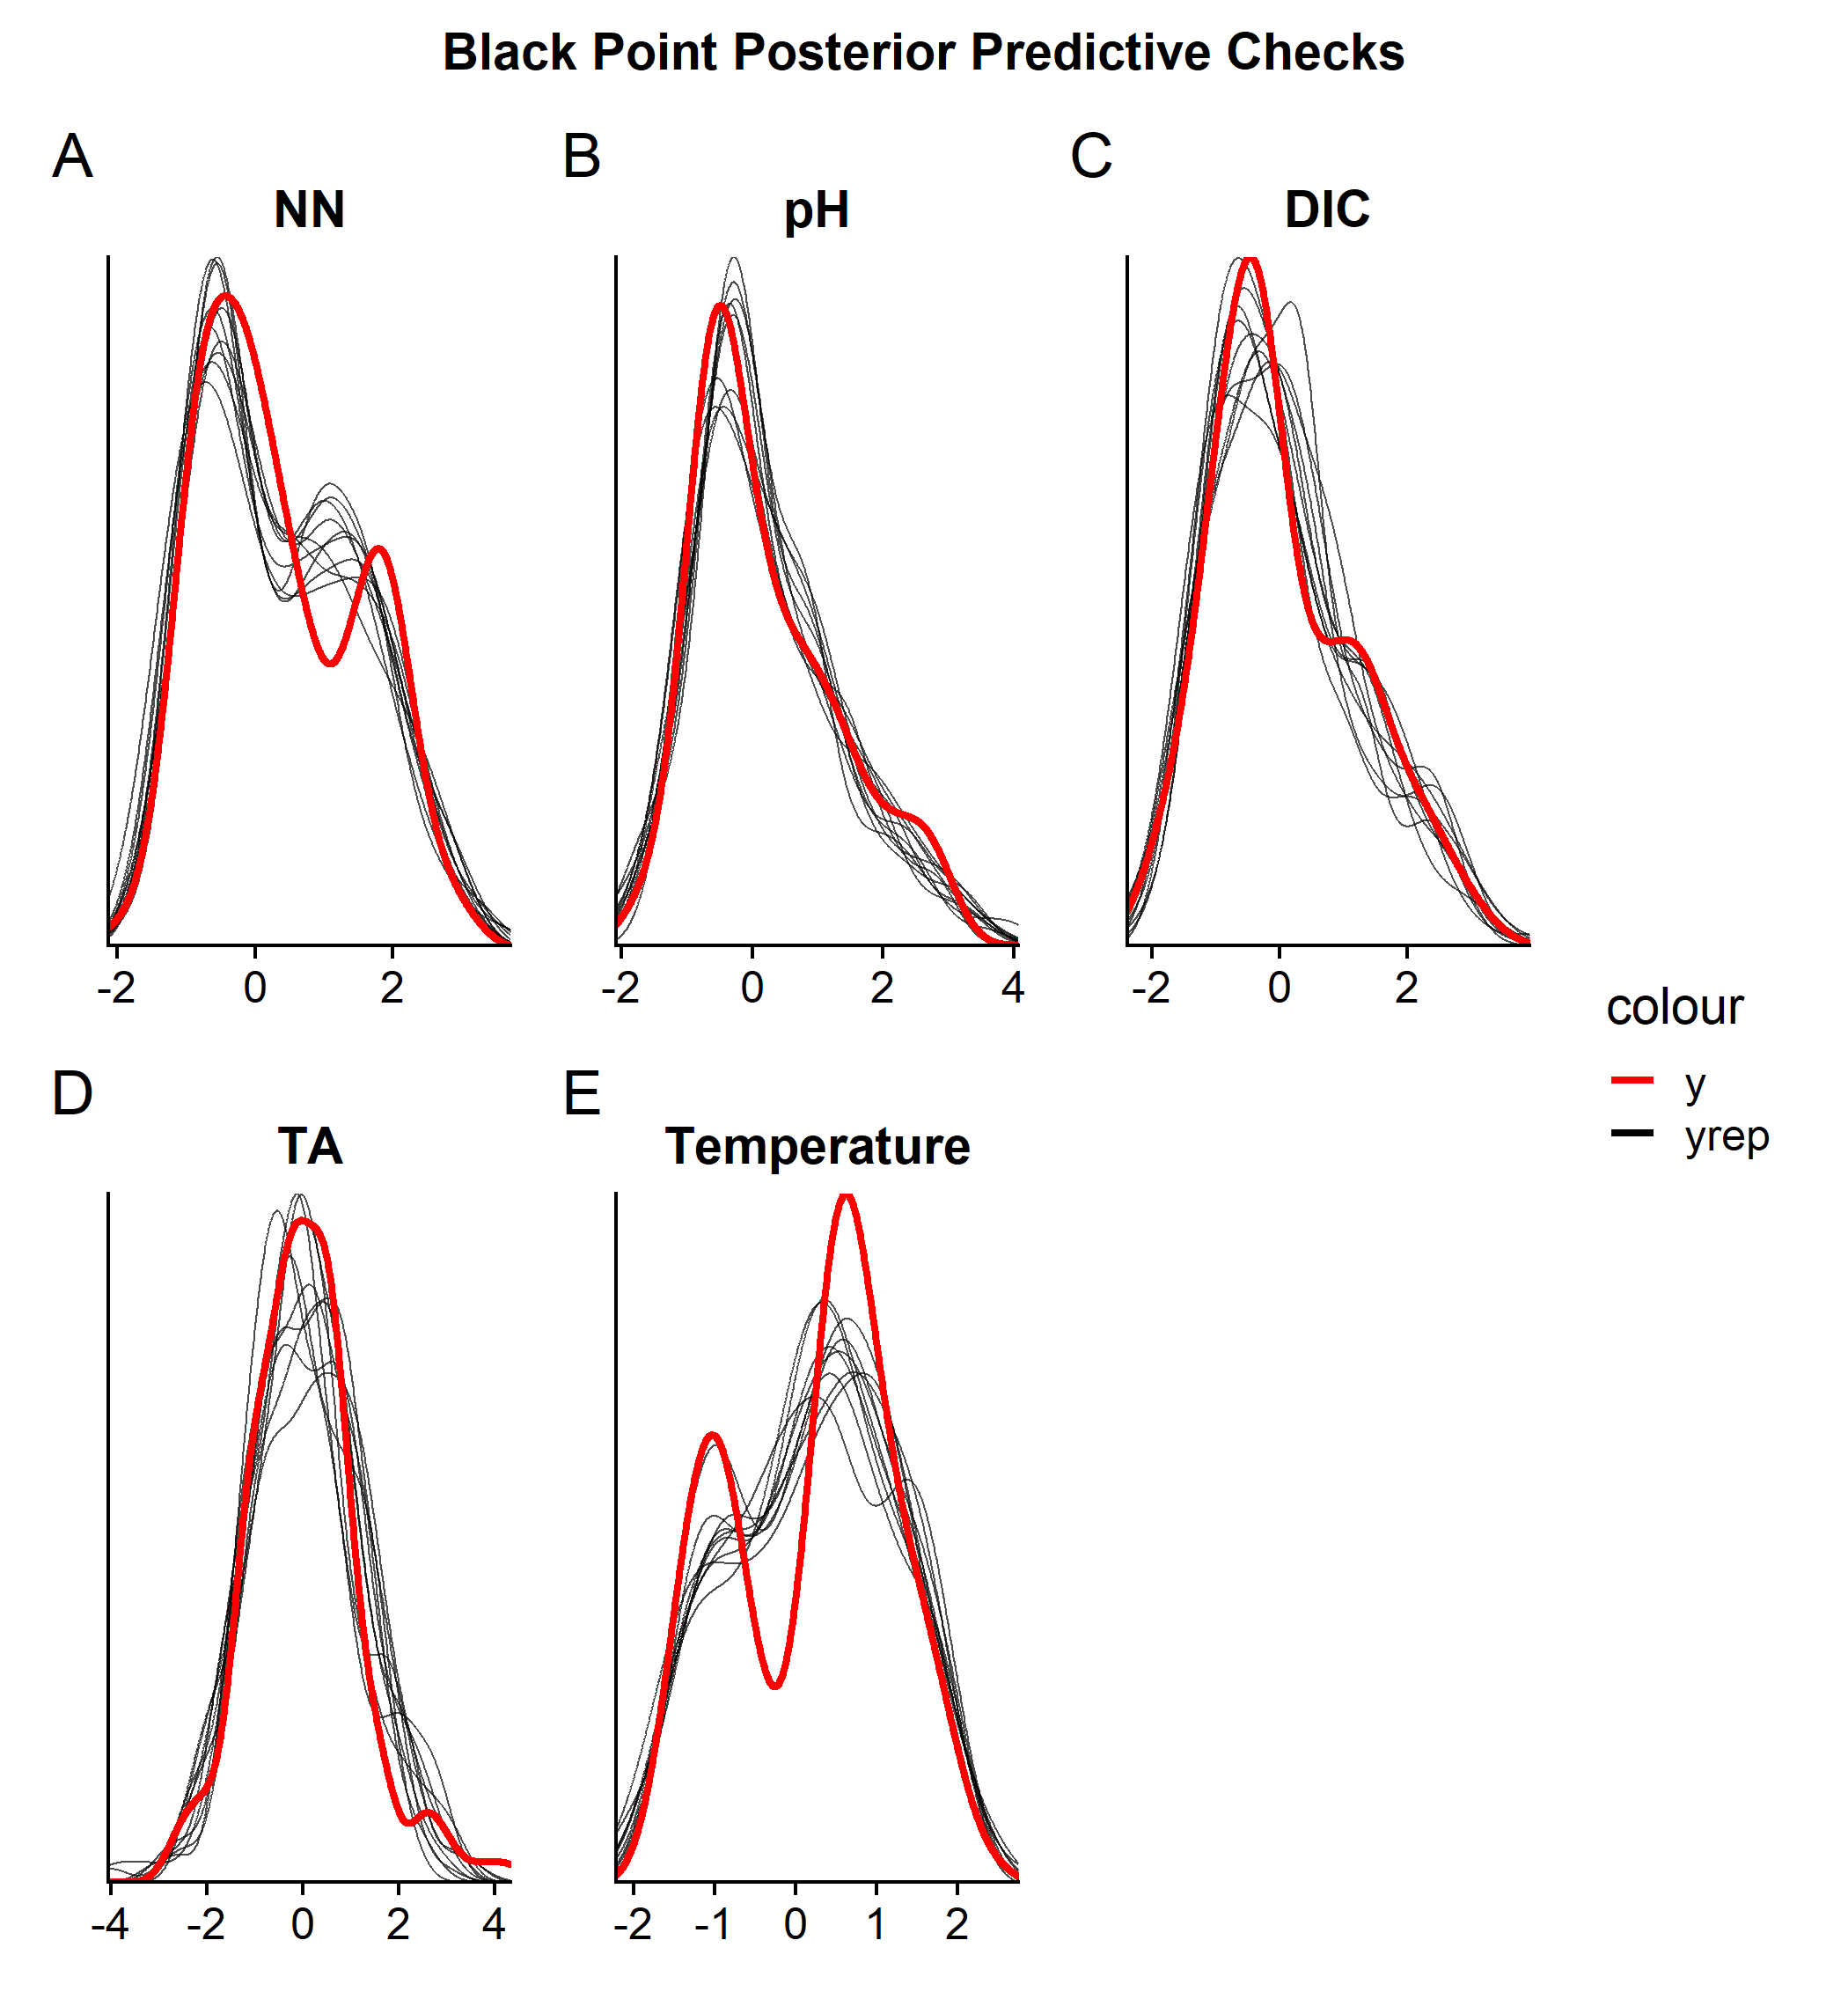 Black Point Posterior Predictive Checks
A
B
C
NN
pH
DIC
-2 0 2
-2 0 2 4
-2 0 2
colour
y
yrep
D
E
TA
Temperature
-4 -2 0 2 4
-2 -1 0 1 2